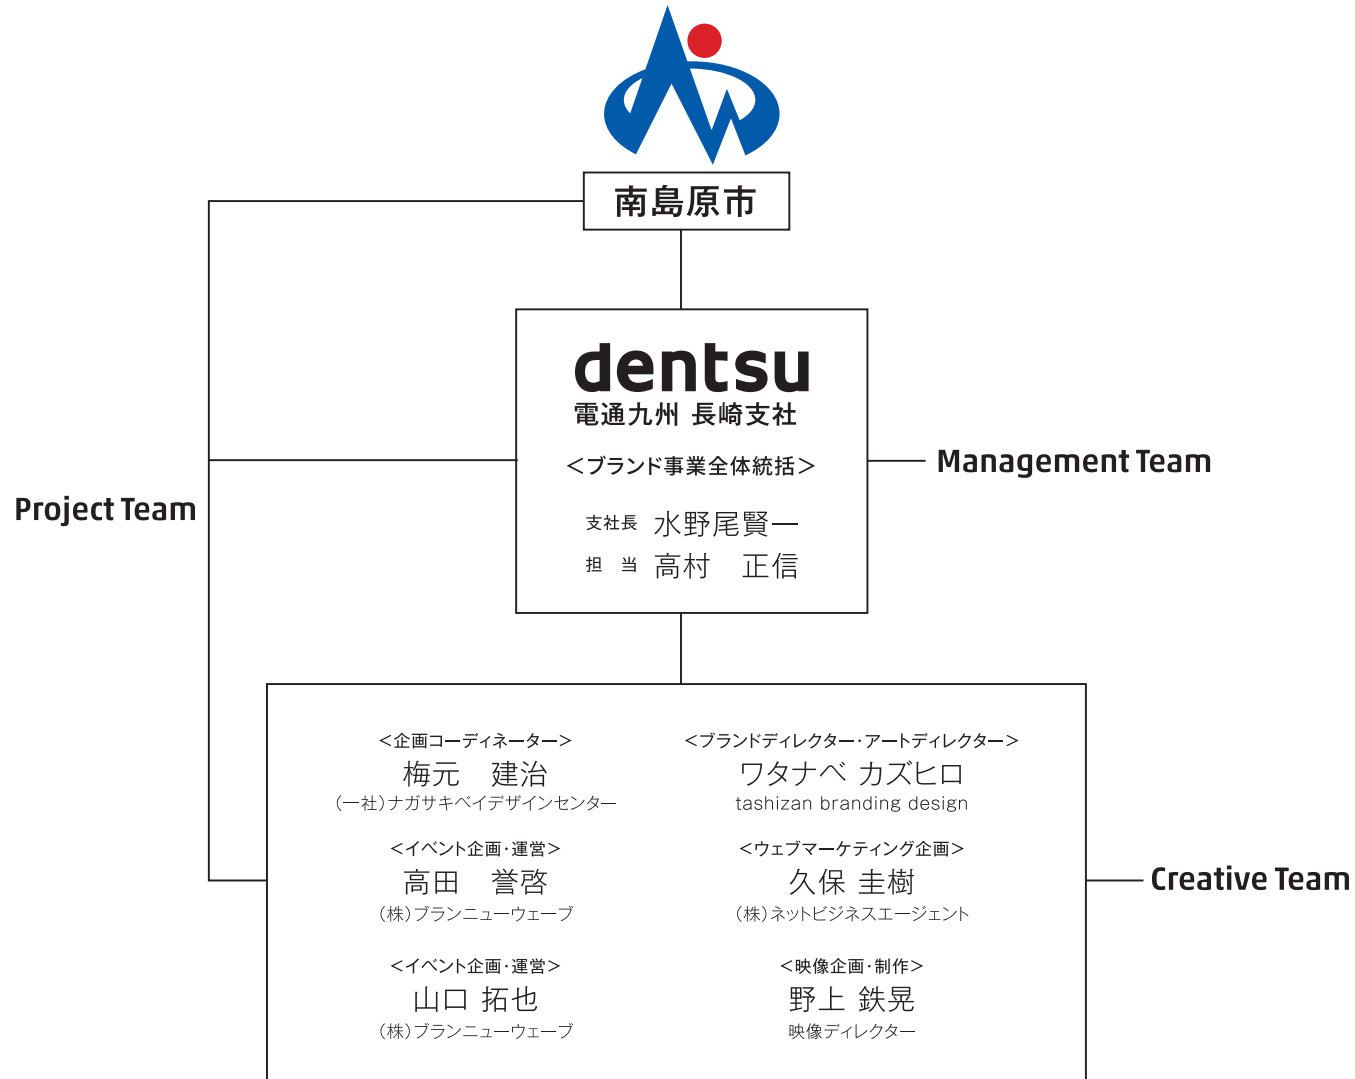 南島原市
dentsu
電通九州 長崎支社
＜ブランド事業全体統括＞
Management Team
Project Team
支社長 水野尾賢一
担　当 高村　正信
＜企画コーディネーター＞
梅元　建治
（一社）ナガサキベイデザインセンター
＜ブランドディレクター・アートディレクター＞
ワタナベ カズヒロ
tashizan branding design
＜イベント企画・運営＞
高田　誉啓
（株）ブランニューウェーブ
＜ウェブマーケティング企画＞
久保 圭樹
（株）ネットビジネスエージェント
Creative Team
＜イベント企画・運営＞
山口 拓也
（株）ブランニューウェーブ
＜映像企画・制作＞
野上 鉄晃
映像ディレクター